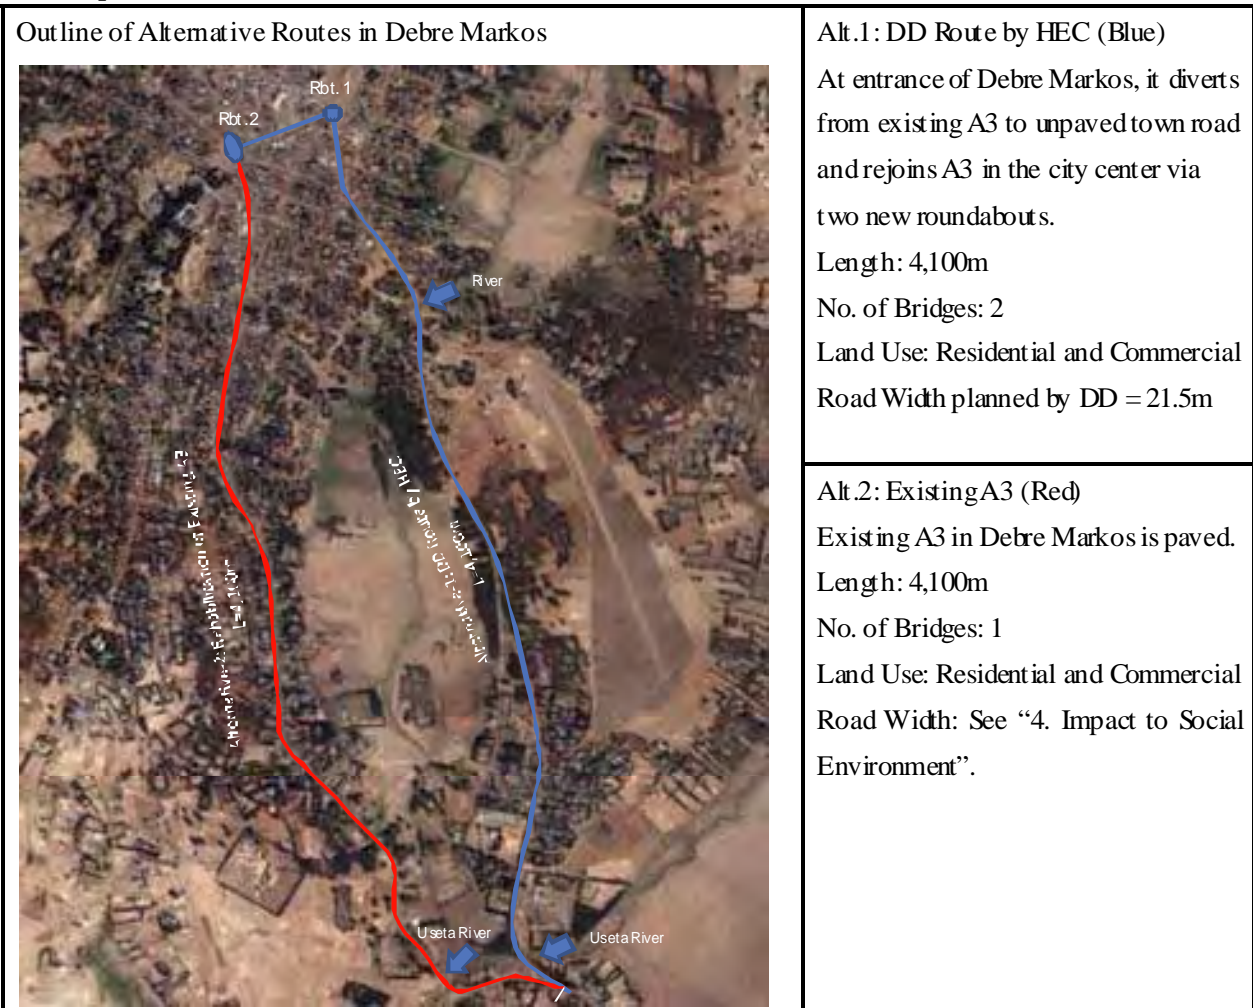 Outline of Alternative Routes in Debre Markos
Rbt. 1
Rbt. 2
River
Useta River
Useta River
Alt.1: DD Route by HEC (Blue)
At entrance of Debre Markos, it diverts
from existing A3 to unpaved town road
and rejoins A3 in the city center via
two new roundabouts.
Length: 4,100m
No. of Bridges: 2
Land Use: Residential and Commercial
Road Width planned by DD = 21.5m
Alt.2: Existing A3 (Red)
Existing A3 in Debre Markos is paved.
Length: 4,100m
No. of Bridges: 1
Land Use: Residential and Commercial
Road Width: See “4. Impact to Social
Environment”.